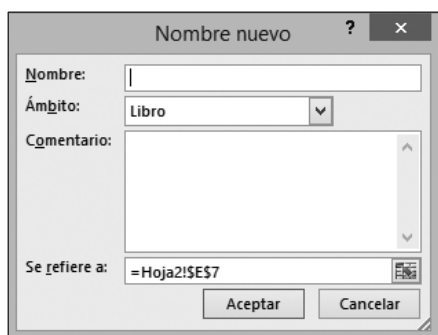 Nombre nuevo ? ×
Nombre:
Ámbito: Libro
Comentario:
Se refiere a: =Hoja2!$E$7
Aceptar Cancelar